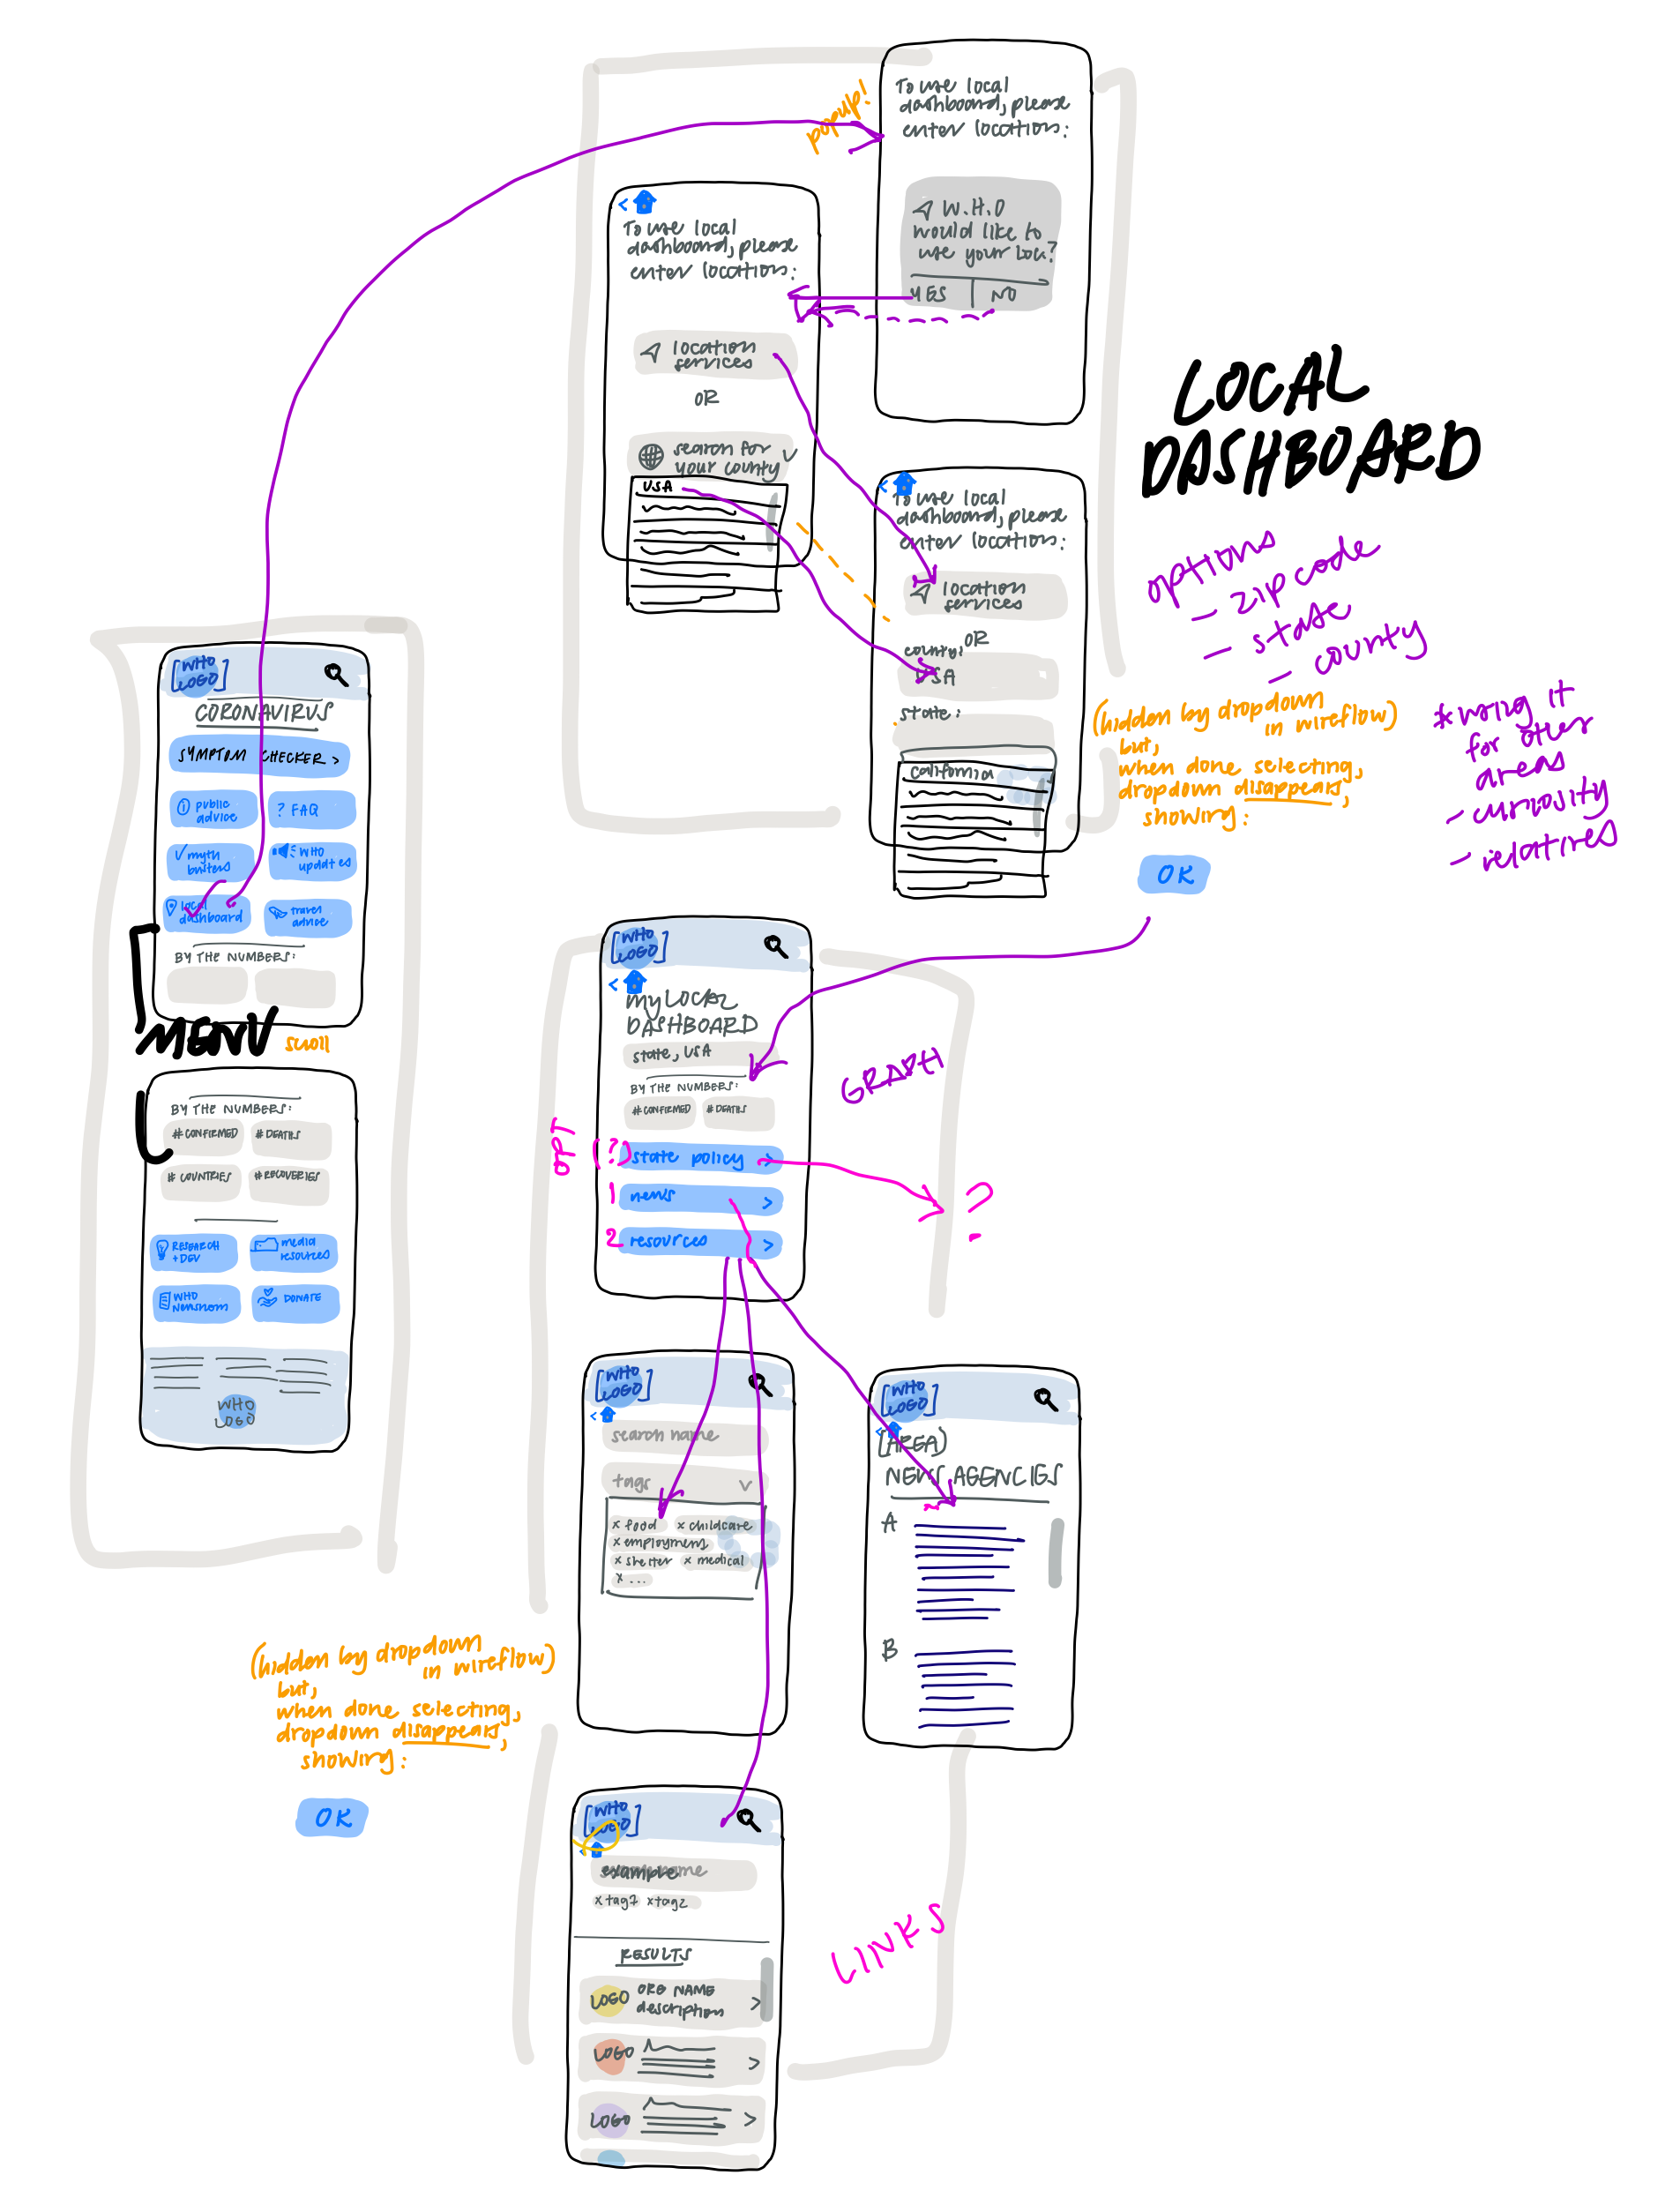 popup!
To use local
dashboard, please
enter location:
W.H.O
would like to
use your loc.?
YES NO
To use local
dashboard, please
enter location:
location
services
OR
search for
your county
USA
LOCAL
DASHBOARD
options
- zip code
- state
- county
* using it
for other
areas
- curiosity
- relatives
To use local
dashboard, please
enter location:
location
services
OR
county:
USA
state:
California
(hidden by dropdown
in wireflow)
but,
when done selecting,
dropdown disappears,
showing:
OK
[WHO
LOGO]
CORONAVIRUS
SYMPTOM CHECKER >
public
advice
? FAQ
myth
busters
WHO
updates
local
dashboard
travel
advice
BY THE NUMBERS:
MENU
scroll
BY THE NUMBERS:
# CONFIRMED
# DEATHS
# COUNTRIES
# RECOVERIES
RESEARCH
+ DEV
media
resources
WHO
Newsroom
DONATE
WHO
LOGO
[WHO
LOGO]
<
my LOCAL
DASHBOARD
state, USA
BY THE NUMBERS:
# CONFIRMED
# DEATHS
OPT (?)
state policy >
1 news >
2 resources >
GRAPH
?
[WHO
LOGO]
<
search name
tags
x food x childcare
x employment
x shelter x medical
x ...
[WHO
LOGO]
<
[AREA]
NEWS AGENCIES
A
B
(hidden by dropdown
in wireflow)
but,
when done selecting,
dropdown disappears,
showing:
OK
[WHO
LOGO]
<
example
x tag1 x tag2
RESULTS
LOGO ORG NAME
description >
LOGO >
LOGO >
LINKS